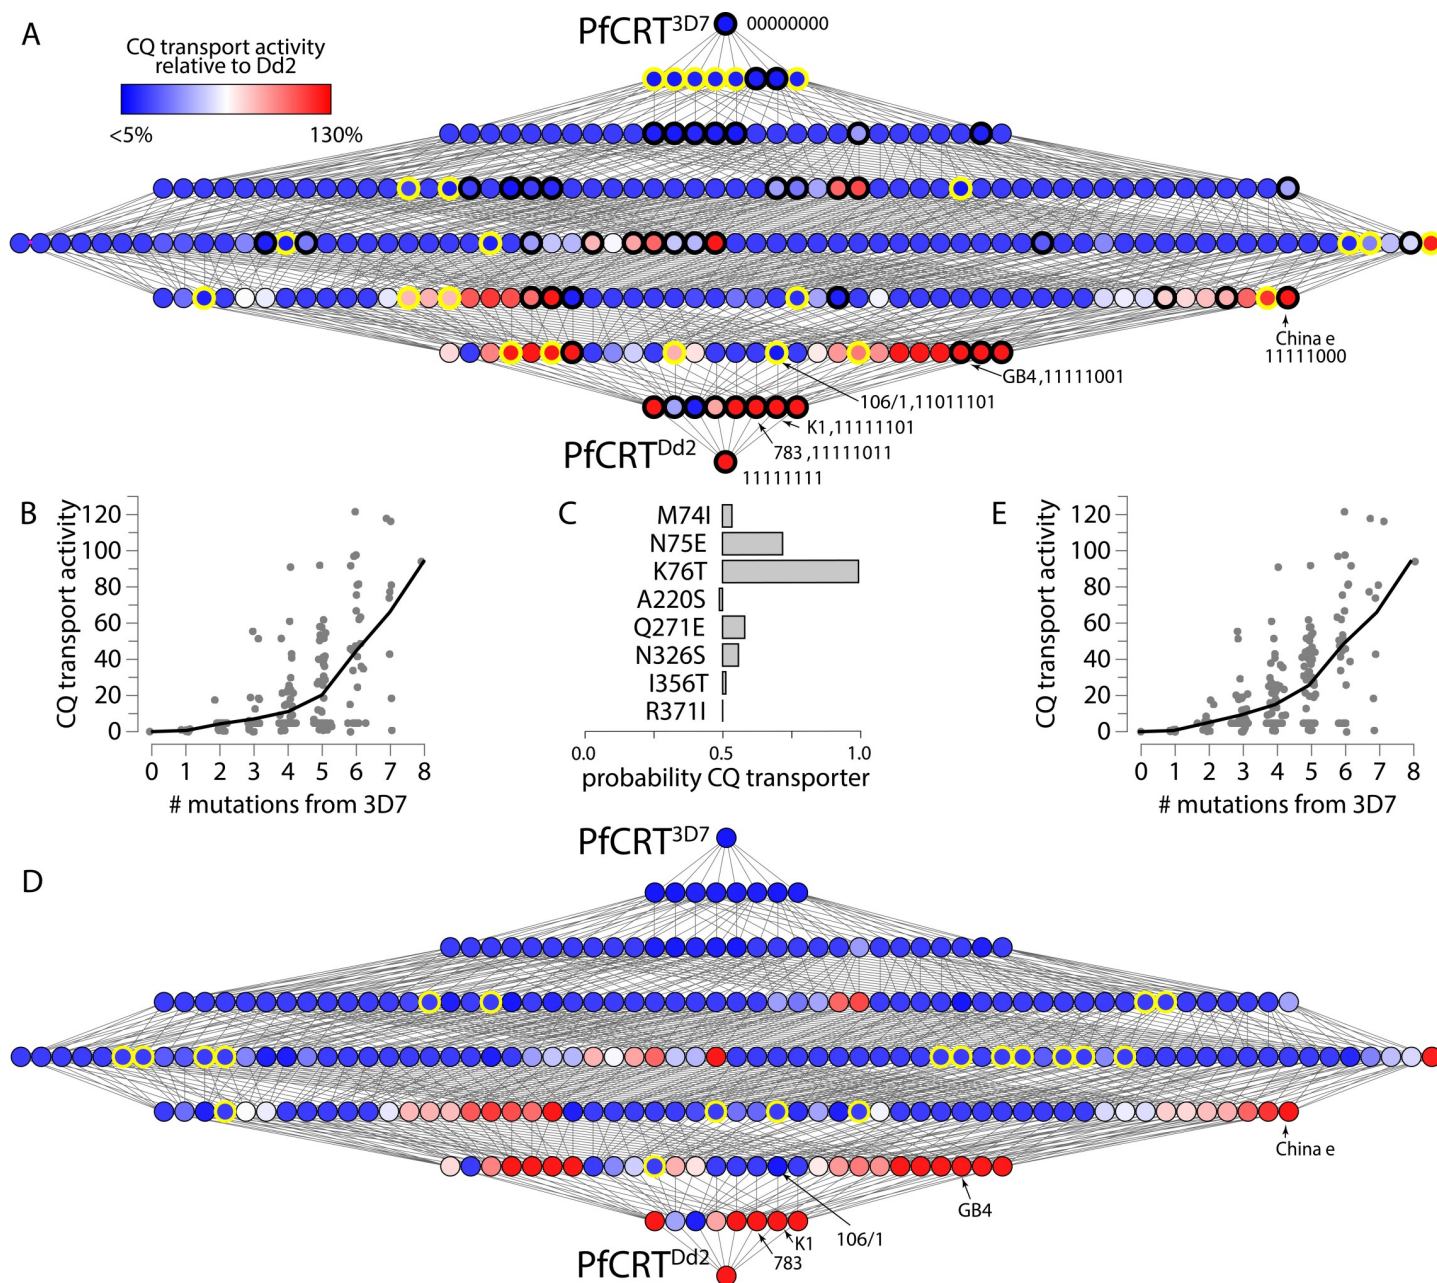 A
PfCRT3D7
00000000
CQ transport activity
relative to Dd2
<5%
130%
China e
11111000
GB4,11111001
106/1,11011101
K1,11111101
783,11111011
PfCRTDd2
11111111
B
CQ transport activity
120
100
80
60
40
20
0
0 1 2 3 4 5 6 7 8
# mutations from 3D7
C
M74I
N75E
K76T
A220S
Q271E
N326S
I356T
R371I
0.0 0.5 1.0
probability CQ transporter
E
CQ transport activity
120
100
80
60
40
20
0
0 1 2 3 4 5 6 7 8
# mutations from 3D7
D
PfCRT3D7
China e
GB4
106/1
K1
783
PfCRTDd2